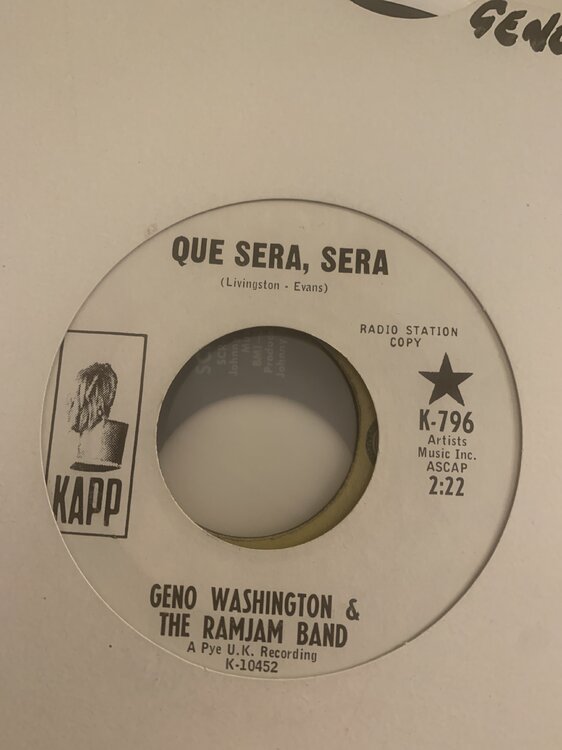 GENO
QUE SERA, SERA
(Livingston - Evans)
RADIO STATION
COPY
K-796
Artists
Music Inc.
ASCAP
2:22
KAPP
GENO WASHINGTON &
THE RAMJAM BAND
A Pye U.K. Recording
K-10452